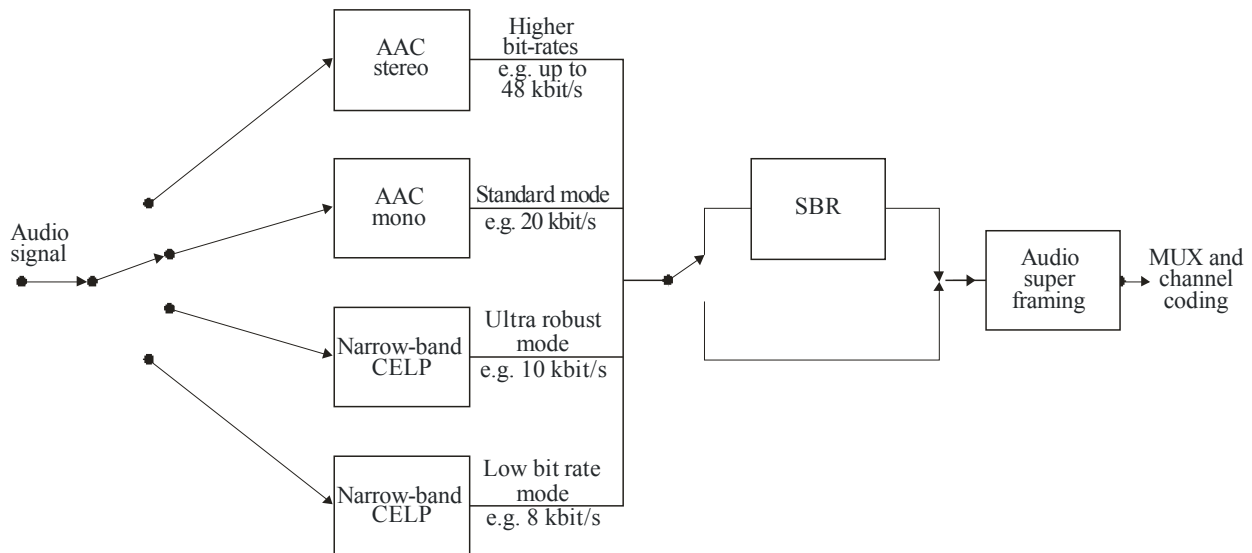 Audio
signal
AAC
stereo
Higher
bit-rates
e.g. up to
48 kbit/s
AAC
mono
Standard mode
e.g. 20 kbit/s
Narrow-band
CELP
Ultra robust
mode
e.g. 10 kbit/s
Narrow-band
CELP
Low bit rate
mode
e.g. 8 kbit/s
SBR
Audio
super
framing
MUX and
channel
coding